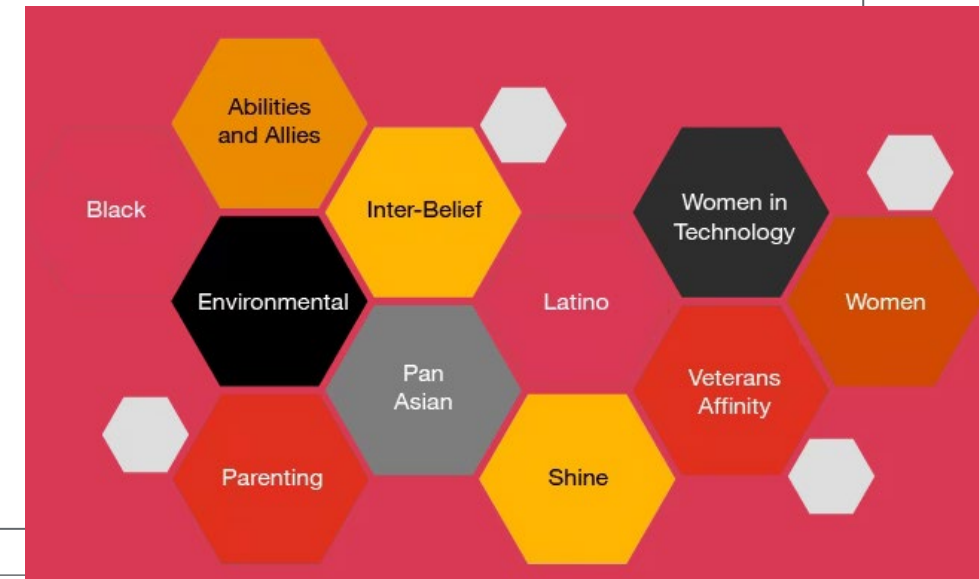 Abilities
and Allies
Black
Inter-Belief
Women in
Technology
Environmental
Latino
Women
Pan
Asian
Veterans
Affinity
Parenting
Shine